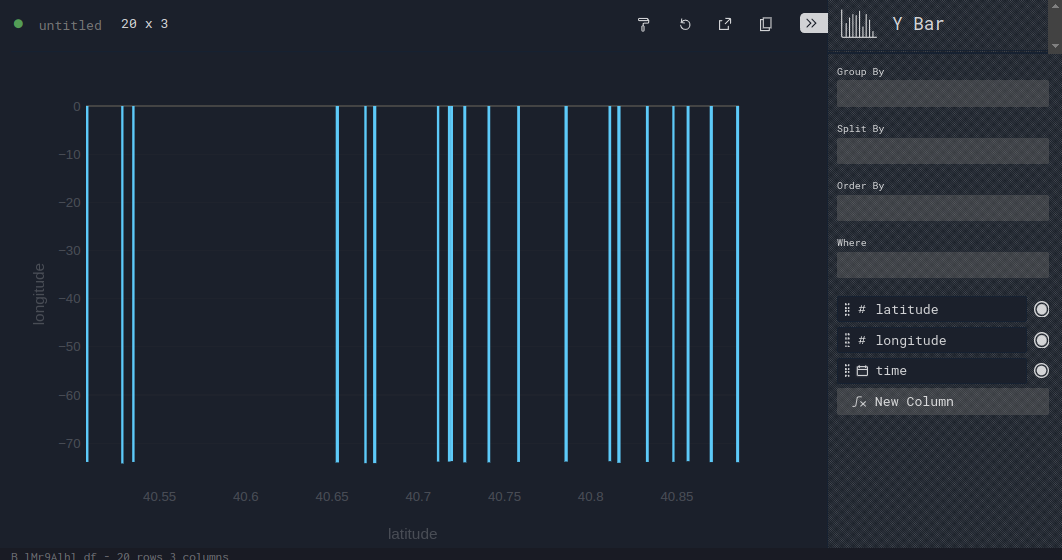 untitled 20 x 3
Y Bar
Group By
Split By
Order By
Where
# latitude
# longitude
time
New Column
0
−10
−20
−30
−40
−50
−60
−70
longitude
40.55 40.6 40.65 40.7 40.75 40.8 40.85
latitude
df - 20 rows 3 columns